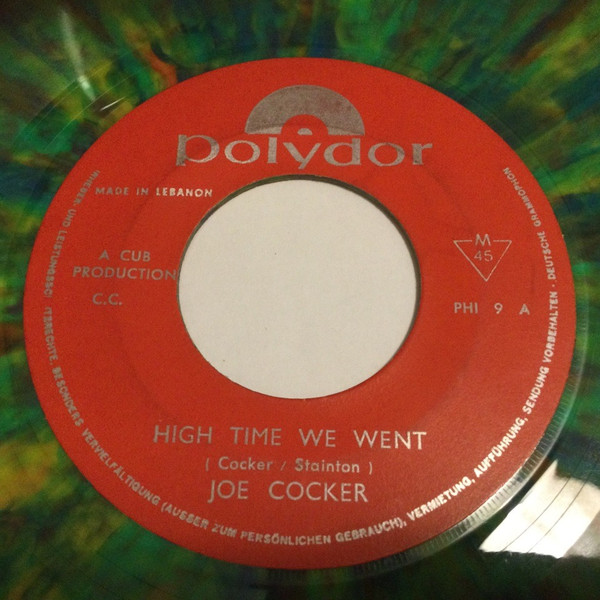 polydor
MADE IN LEBANON
A CUB
PRODUCTION
C.C.
M
45
PHI 9 A
HIGH TIME WE WENT
( Cocker / Stainton )
JOE COCKER
URHEBER- UND LEISTUNGSSCHUTZRECHTE, BESONDERS VERVIELFÄLTIGUNG (AUSBER ZUM PERSÖNLICHEN GEBRAUCH), VERMIETUNG, AUFFÜHRUNG, SENDUNG VORBEHALTEN · DEUTSCHE GRAMMOPHON